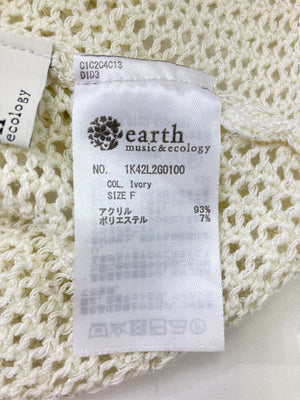 ecology
C1C2C4C13
D1D3
earth
music&ecology
NO. 1K42L2G0100
COL. Ivory
SIZE F
アクリル 93%
ポリエステル 7%